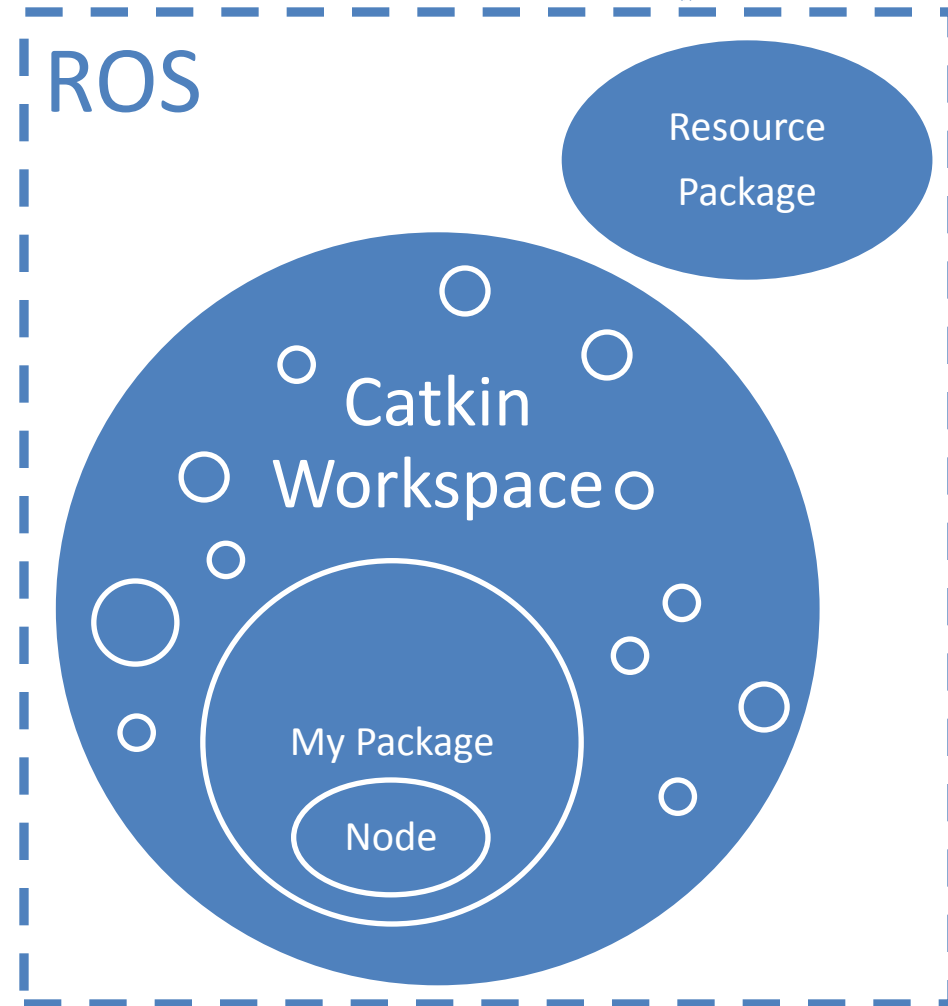 ROS
Resource
Package
Catkin
Workspace
My Package
Node